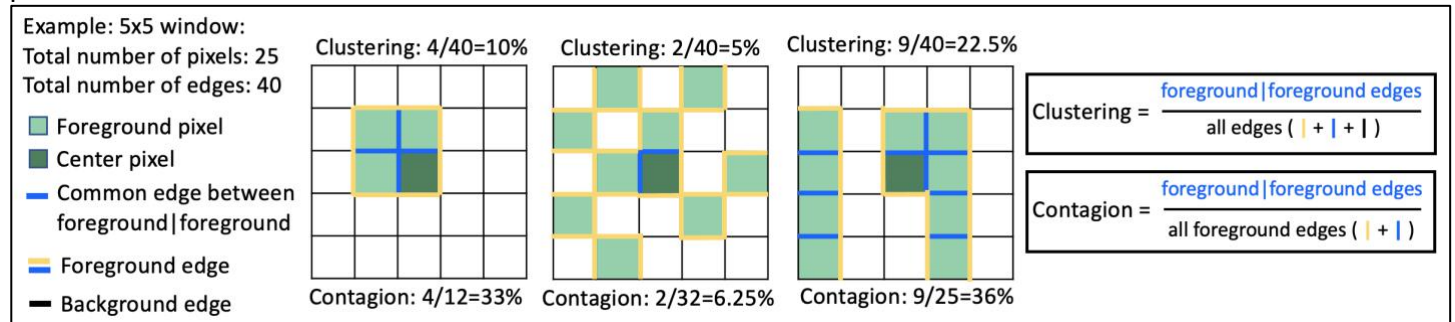 Example: 5x5 window:
Total number of pixels: 25
Total number of edges: 40
Foreground pixel
Center pixel
Common edge between
foreground|foreground
Foreground edge
Background edge
Clustering: 4/40=10%
Contagion: 4/12=33%
Clustering: 2/40=5%
Contagion: 2/32=6.25%
Clustering: 9/40=22.5%
Contagion: 9/25=36%
Clustering = foreground|foreground edges
all edges ( | + | + | )
Contagion = foreground|foreground edges
all foreground edges ( | + | )